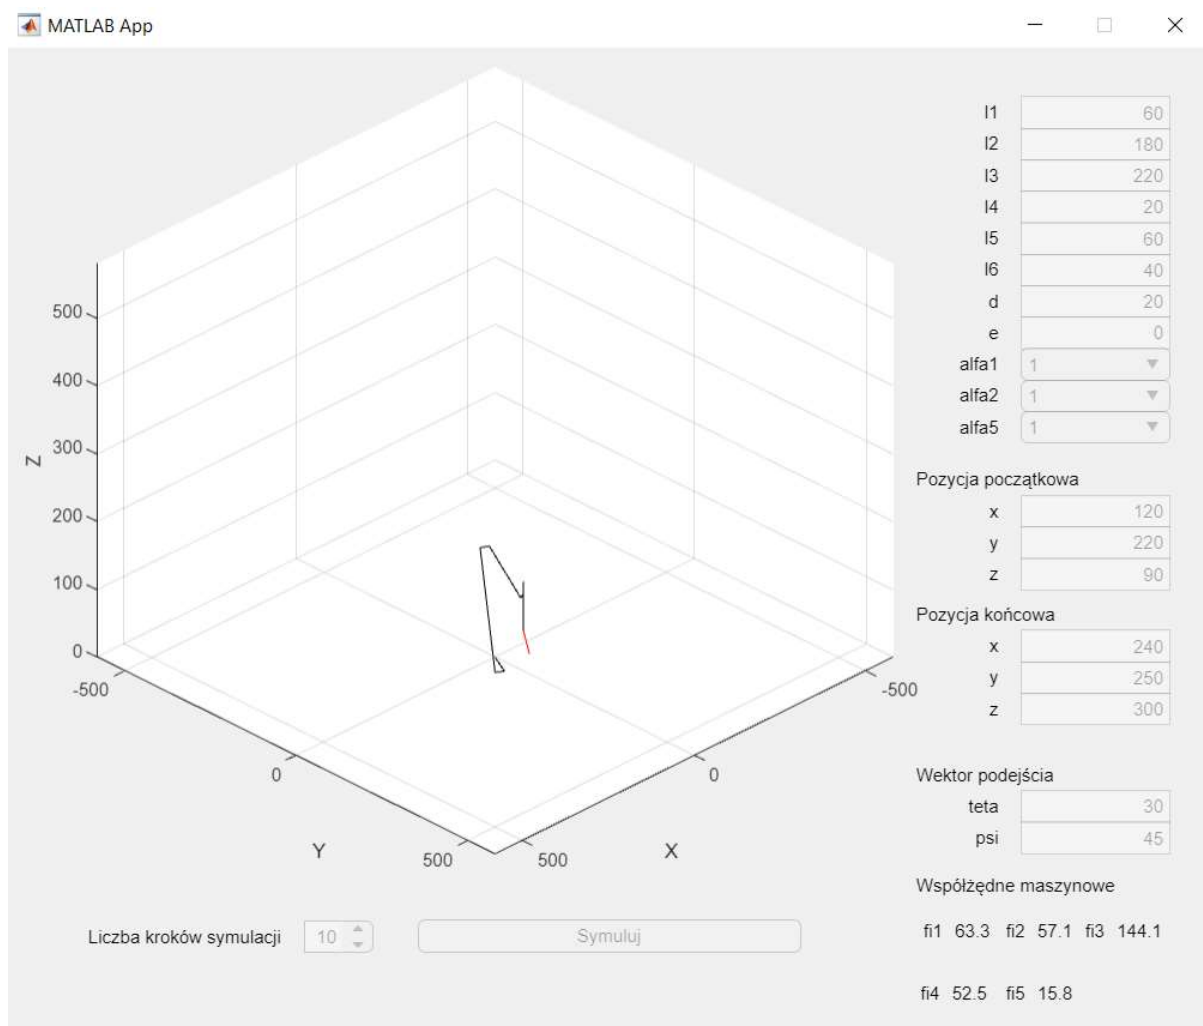 MATLAB App
l1 60
l2 180
l3 220
l4 20
l5 60
l6 40
d 20
e 0
alfa1 1
alfa2 1
alfa5 1
Pozycja początkowa
x 120
y 220
z 90
Pozycja końcowa
x 240
y 250
z 300
Wektor podejścia
teta 30
psi 45
Współżędne maszynowe
fi1 63.3 fi2 57.1 fi3 144.1
fi4 52.5 fi5 15.8
500
400
300
200
100
0
Z
-500
0
500
Y
500
0
-500
X
Liczba kroków symulacji 10 Symuluj